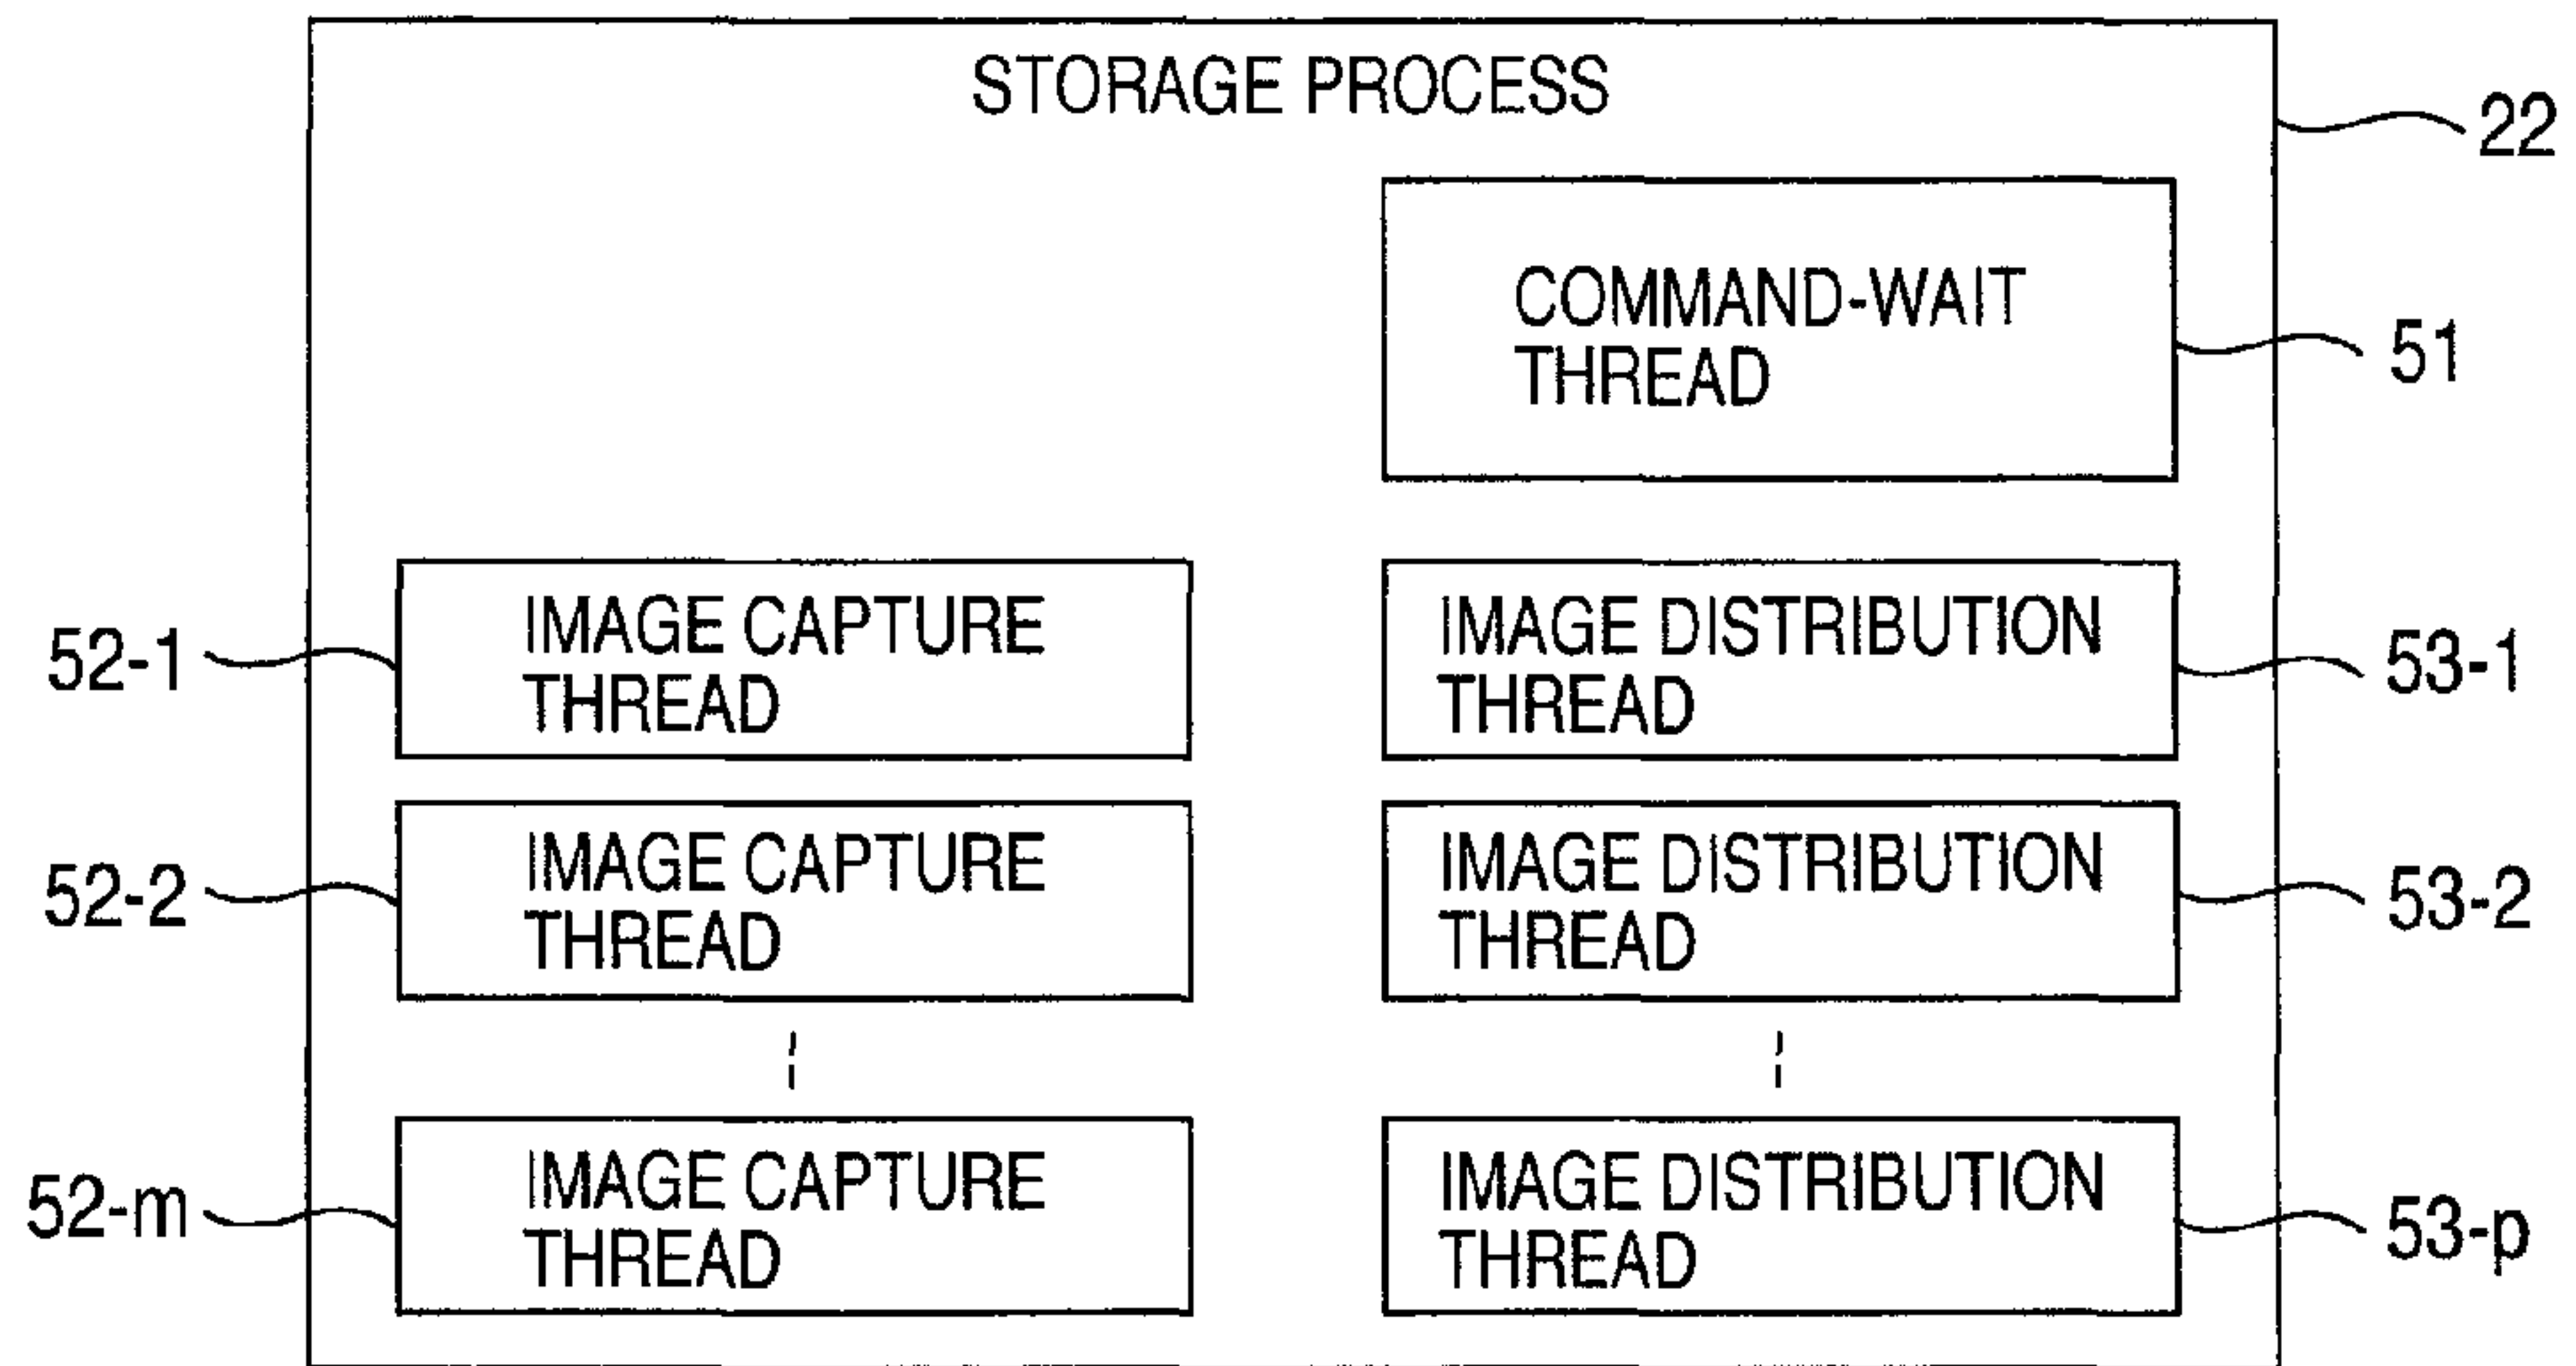 STORAGE PROCESS
22
COMMAND-WAIT
THREAD
51
52-1
IMAGE CAPTURE
THREAD
IMAGE DISTRIBUTION
THREAD
53-1
52-2
IMAGE CAPTURE
THREAD
IMAGE DISTRIBUTION
THREAD
53-2
52-m
IMAGE CAPTURE
THREAD
IMAGE DISTRIBUTION
THREAD
53-p